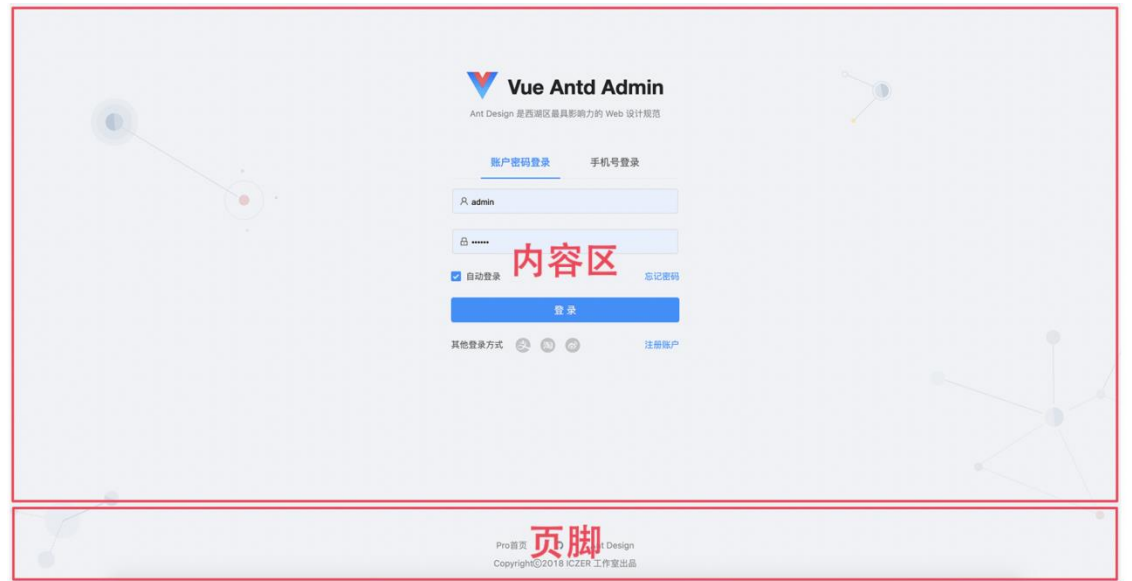 Vue Antd Admin
Ant Design 是西湖区最具影响力的 Web 设计规范
账户密码登录 手机号登录
admin
••••••
内容区
自动登录 忘记密码
登 录
其他登录方式 注册账户
页脚
Pro首页 Design
Copyright©2018 ICZER 工作室出品